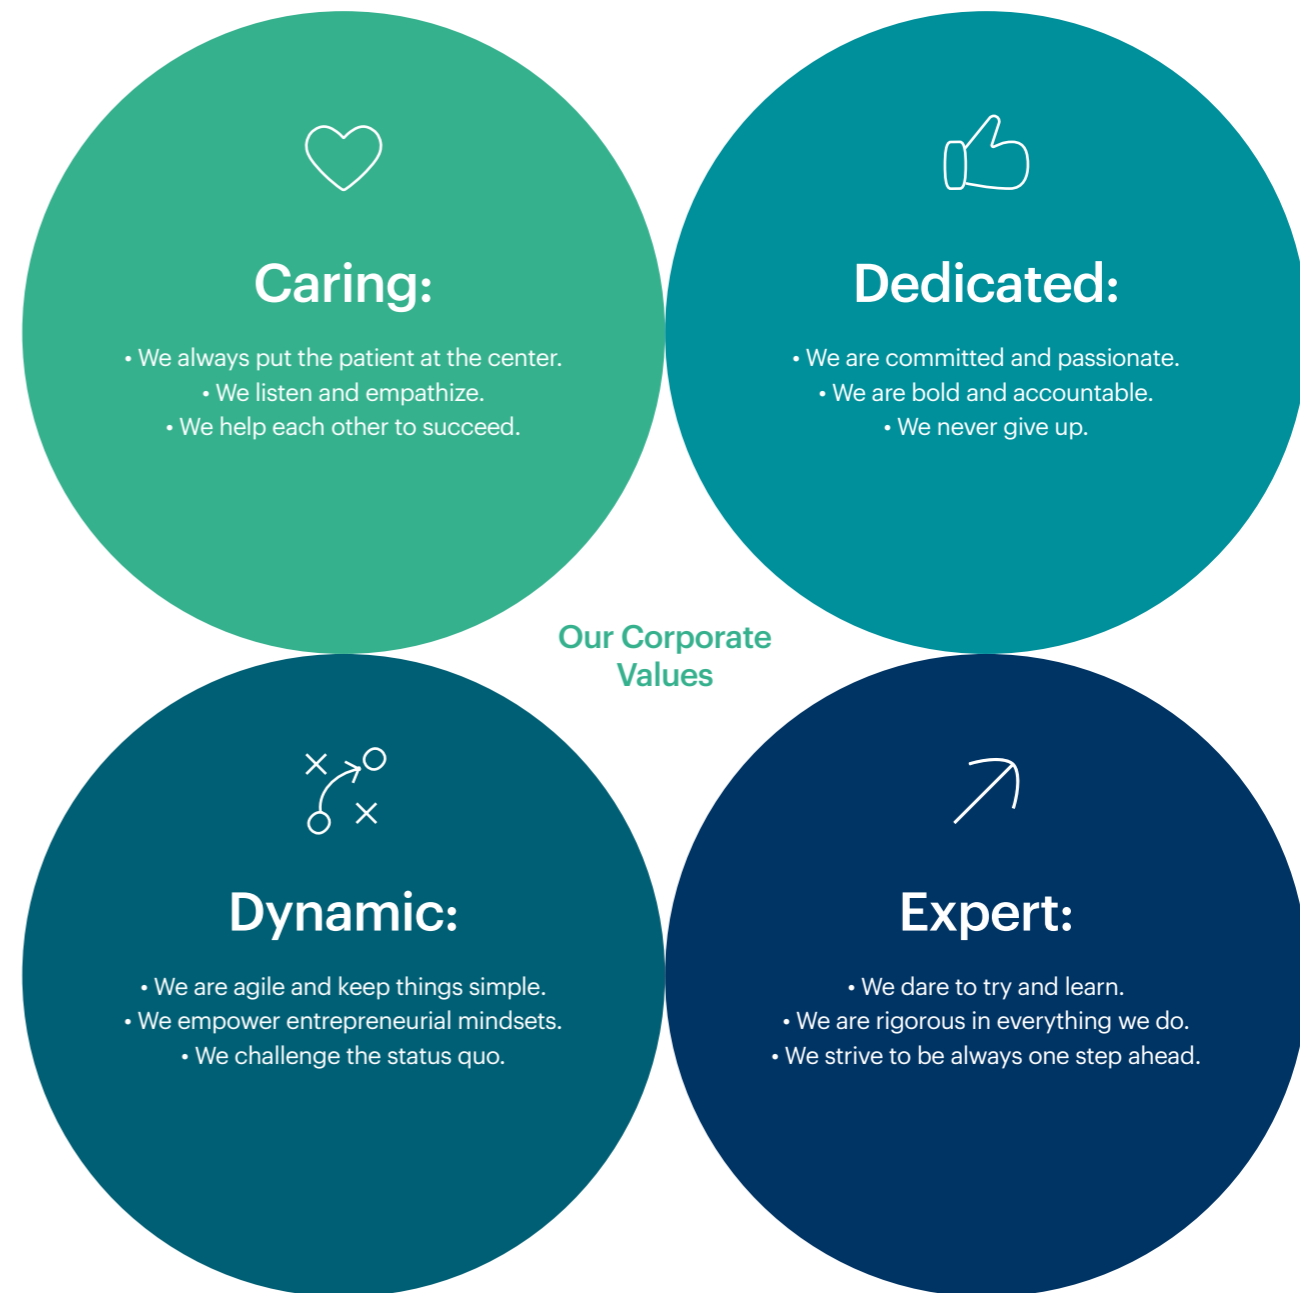 Caring:
• We always put the patient at the center.
• We listen and empathize.
• We help each other to succeed.
Dedicated:
• We are committed and passionate.
• We are bold and accountable.
• We never give up.
Our Corporate
Values
Dynamic:
• We are agile and keep things simple.
• We empower entrepreneurial mindsets.
• We challenge the status quo.
Expert:
• We dare to try and learn.
• We are rigorous in everything we do.
• We strive to be always one step ahead.